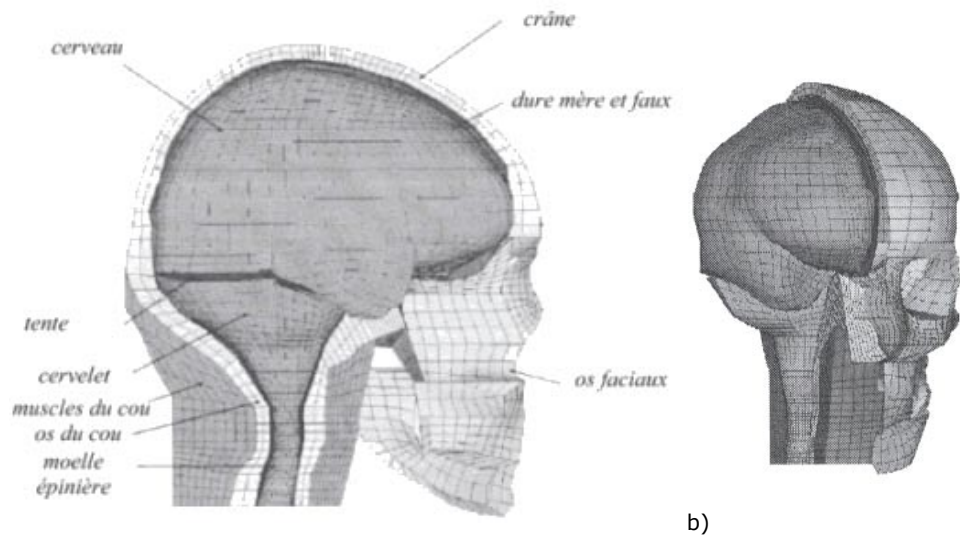 crâne
cerveau
dure mère et faux
tente
cervelet
os faciaux
muscles du cou
os du cou
moelle
épinière
b)